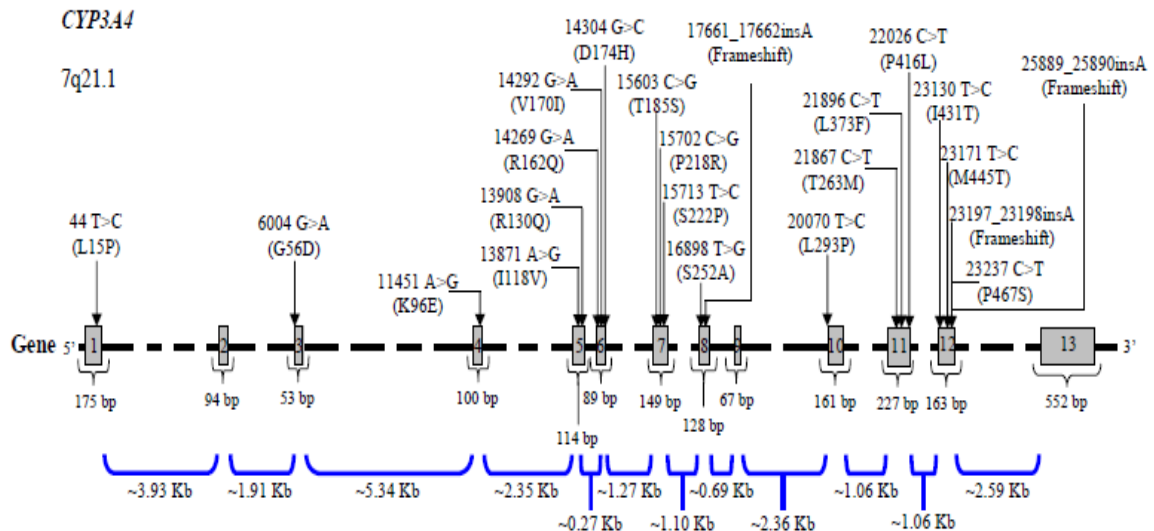 CYP3A4
7q21.1
14304 G>C
(D174H)
17661_17662insA
(Frameshift)
22026 C>T
(P416L)
25889_25890insA
(Frameshift)
14292 G>A
(V170I)
15603 C>G
(T185S)
21896 C>T
(L373F)
23130 T>C
(I431T)
14269 G>A
(R162Q)
15702 C>G
(P218R)
21867 C>T
(T263M)
23171 T>C
(M445T)
13908 G>A
(R130Q)
15713 T>C
(S222P)
20070 T>C
(L293P)
23197_23198insA
(Frameshift)
44 T>C
(L15P)
6004 G>A
(G56D)
13871 A>G
(I118V)
16898 T>G
(S252A)
23237 C>T
(P467S)
11451 A>G
(K96E)
Gene 5' 1 2 3 4 5 6 7 8 9 10 11 12 13 3'
175 bp 94 bp 53 bp 100 bp 89 bp 149 bp 67 bp 161 bp 227 bp 163 bp 552 bp
114 bp 128 bp
~3.93 Kb ~1.91 Kb ~5.34 Kb ~2.35 Kb ~1.27 Kb ~0.69 Kb ~1.06 Kb ~2.59 Kb
~0.27 Kb ~1.10 Kb ~2.36 Kb ~1.06 Kb